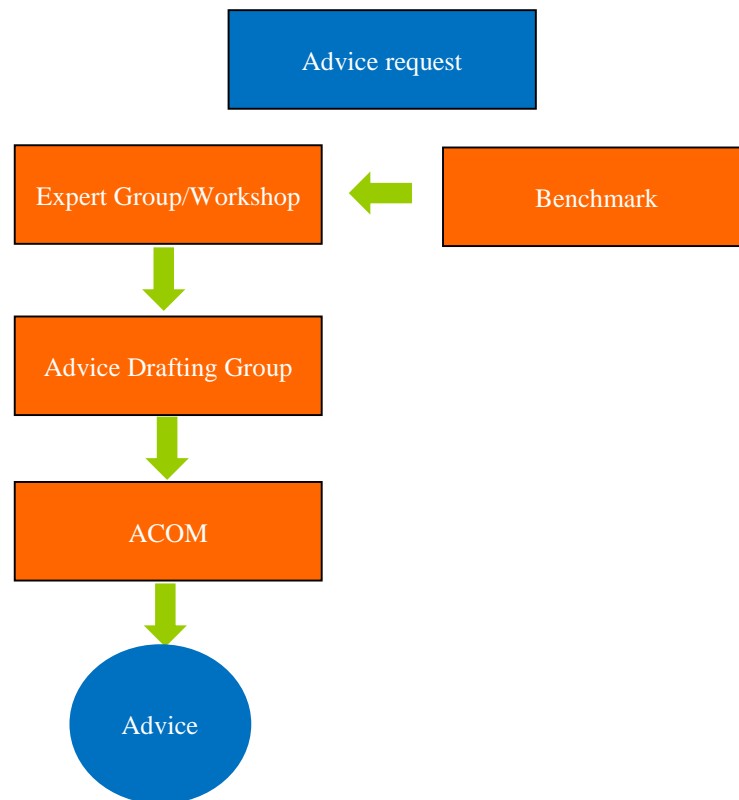 Advice request
Expert Group/Workshop
Benchmark
Advice Drafting Group
ACOM
Advice